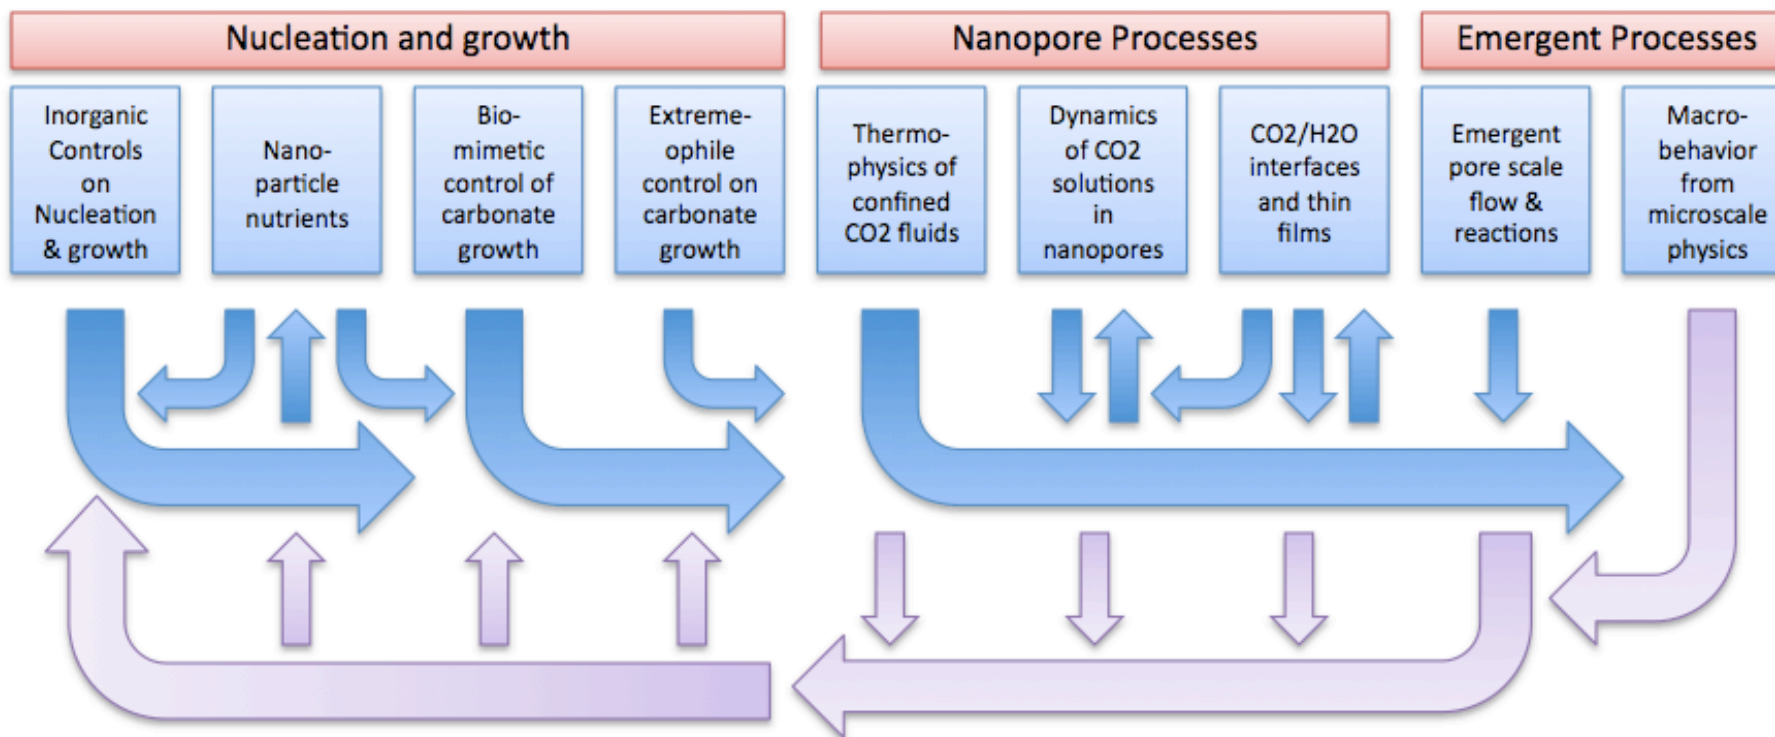 Nucleation and growth
Nanopore Processes
Emergent Processes
Inorganic
Controls
on
Nucleation
& growth
Nano-
particle
nutrients
Bio-
mimetic
control of
carbonate
growth
Extreme-
ophile
control on
carbonate
growth
Thermo-
physics of
confined
CO2 fluids
Dynamics
of CO2
solutions
in
nanopores
CO2/H2O
interfaces
and thin
films
Emergent
pore scale
flow &
reactions
Macro-
behavior
from
microscale
physics